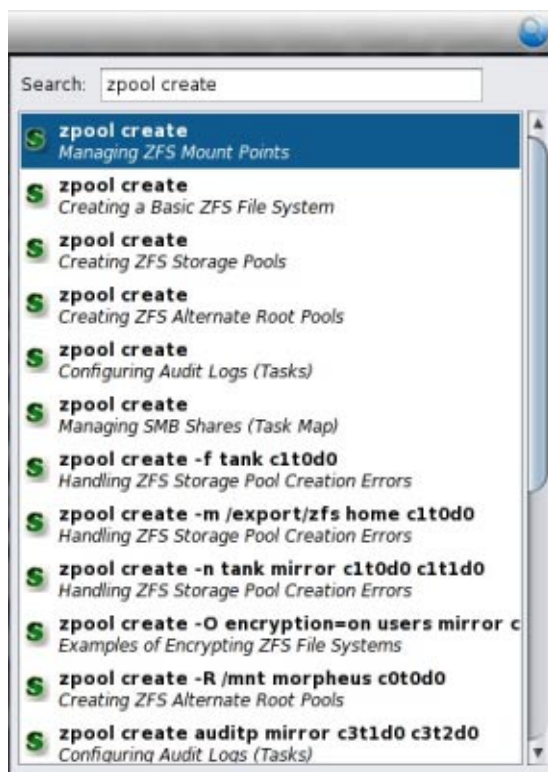 Search: zpool create
zpool create
Managing ZFS Mount Points
zpool create
Creating a Basic ZFS File System
zpool create
Creating ZFS Storage Pools
zpool create
Creating ZFS Alternate Root Pools
zpool create
Configuring Audit Logs (Tasks)
zpool create
Managing SMB Shares (Task Map)
zpool create -f tank c1t0d0
Handling ZFS Storage Pool Creation Errors
zpool create -m /export/zfs home c1t0d0
Handling ZFS Storage Pool Creation Errors
zpool create -n tank mirror c1t0d0 c1t1d0
Handling ZFS Storage Pool Creation Errors
zpool create -O encryption=on users mirror c
Examples of Encrypting ZFS File Systems
zpool create -R /mnt morpheus c0t0d0
Creating ZFS Alternate Root Pools
zpool create auditp mirror c3t1d0 c3t2d0
Configuring Audit Logs (Tasks)